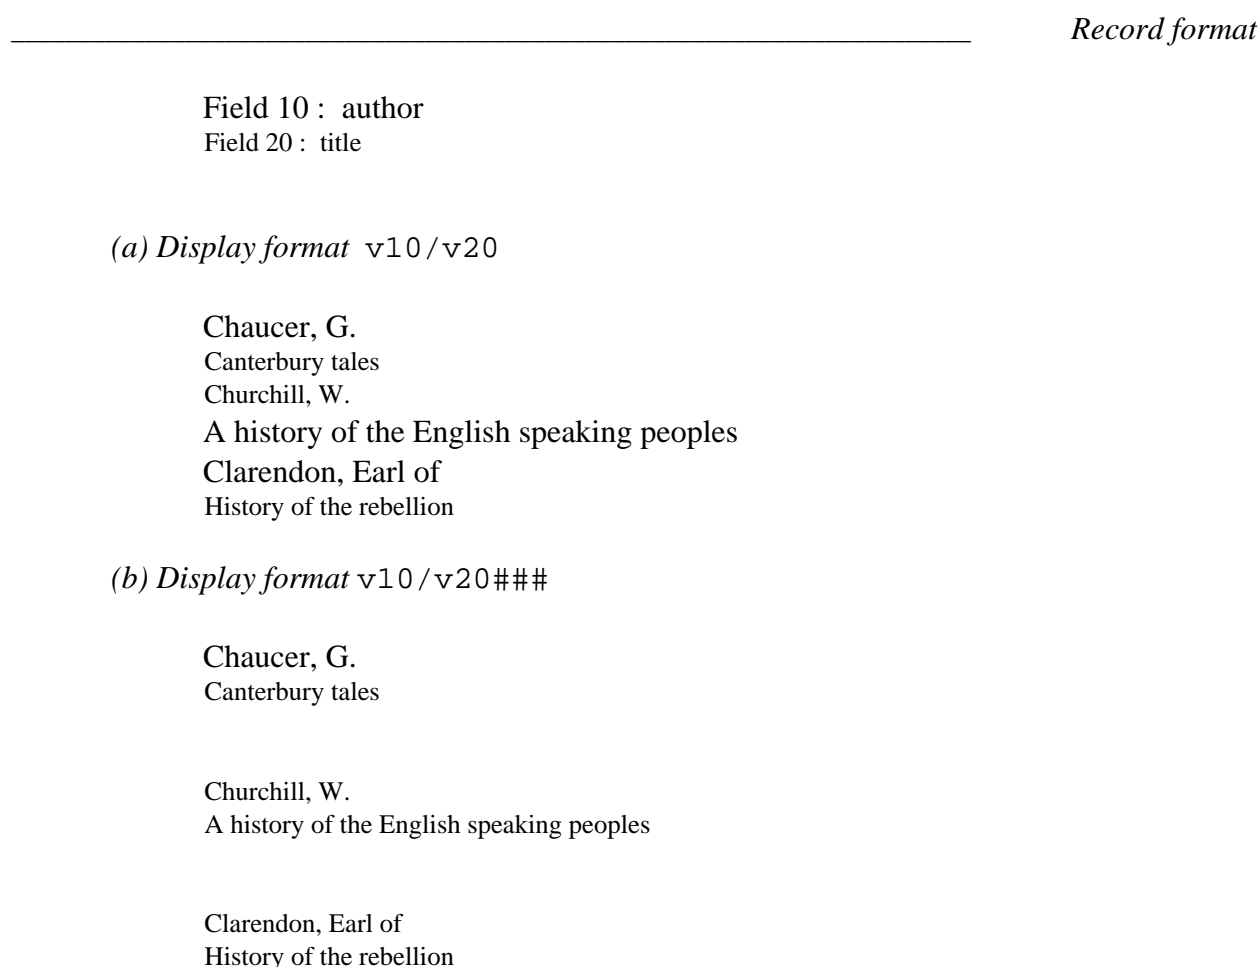 Record format
Field 10 : author
Field 20 : title
(a) Display format v10/v20
Chaucer, G.
Canterbury tales
Churchill, W.
A history of the English speaking peoples
Clarendon, Earl of
History of the rebellion
(b) Display format v10/v20###
Chaucer, G.
Canterbury tales
Churchill, W.
A history of the English speaking peoples
Clarendon, Earl of
History of the rebellion